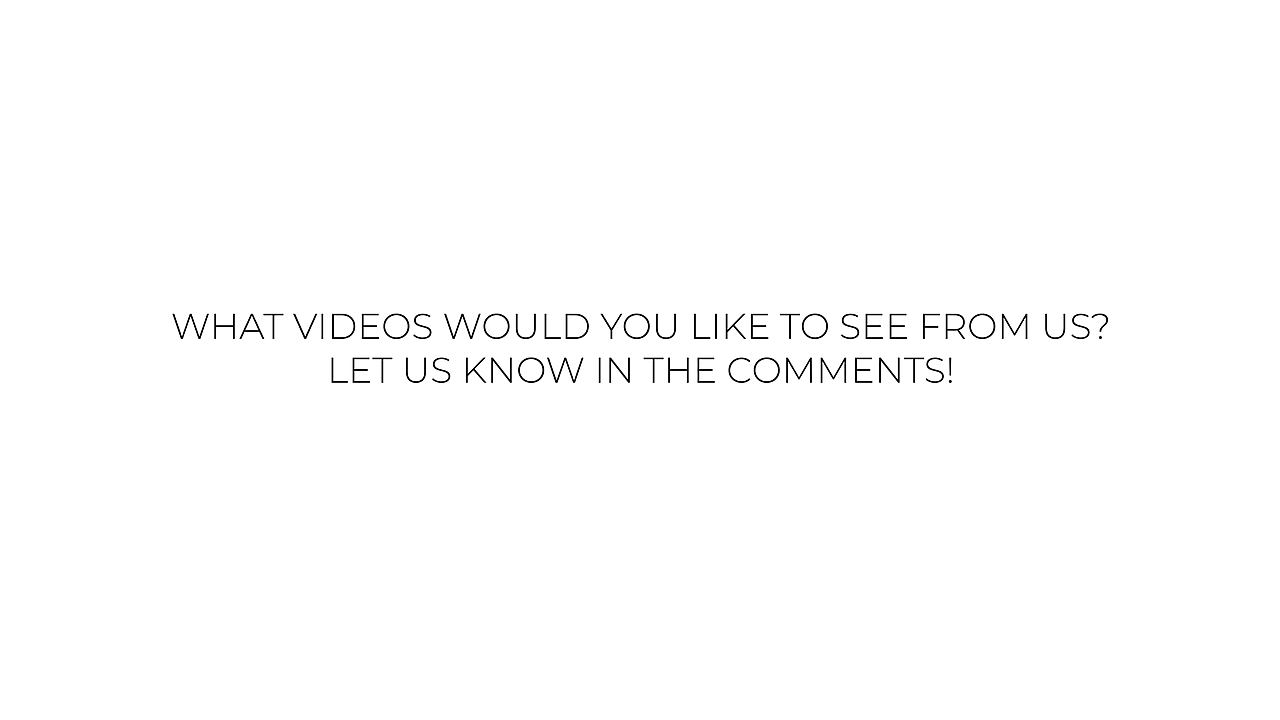 WHAT VIDEOS WOULD YOU LIKE TO SEE FROM US?
LET US KNOW IN THE COMMENTS!